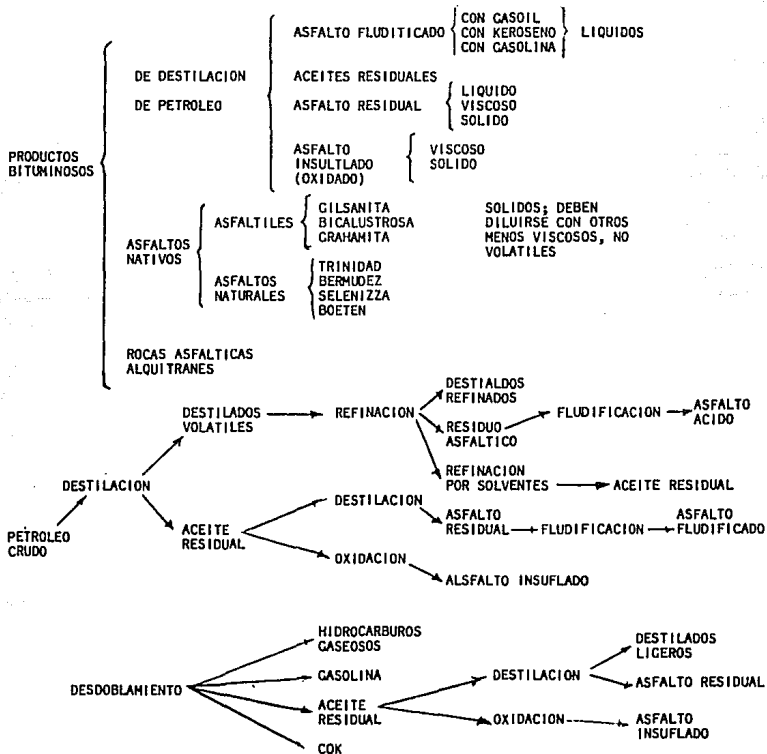 ASFALTO FLUDITICADO
CON GASOIL
CON KEROSENO
CON GASOLINA
LIQUIDOS
DE DESTILACION
DE PETROLEO
ACEITES RESIDUALES
ASFALTO RESIDUAL
LIQUIDO
VISCOSO
SOLIDO
PRODUCTOS
BITUMINOSOS
ASFALTO
INSULTLADO
(OXIDADO)
VISCOSO
SOLIDO
ASFALTOS
NATIVOS
ASFALTILES
GILSANITA
BICALUSTROSA
GRAHAMITA
SOLIDOS; DEBEN
DILUIRSE CON OTROS
MENOS VISCOSOS, NO
VOLATILES
ASFALTOS
NATURALES
TRINIDAD
BERMUDEZ
SELENIZZA
BOETEN
ROCAS ASFALTICAS
ALQUITRANES
PETROLEO
CRUDO
DESTILACION
DESTILADOS
VOLATILES
REFINACION
DESTIALDOS
REFINADOS
RESIDUO
ASFALTICO
FLUDIFICACION
ASFALTO
ACIDO
REFINACION
POR SOLVENTES
ACEITE RESIDUAL
ACEITE
RESIDUAL
DESTILACION
ASFALTO
RESIDUAL
FLUDIFICACION
ASFALTO
FLUDIFICADO
OXIDACION
ALSFALTO INSUFLADO
DESDOBLAMIENTO
HIDROCARBUROS
GASEOSOS
GASOLINA
ACEITE
RESIDUAL
COK
DESTILACION
DESTILADOS
LIGEROS
ASFALTO RESIDUAL
OXIDACION
ASFALTO
INSUFLADO